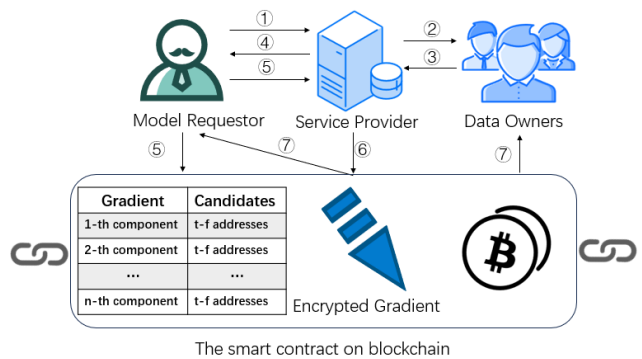 ① ②
④ ③
⑤
Model Requestor Service Provider Data Owners
⑤ ⑦ ⑥ ⑦
Gradient Candidates
1-th component t-f addresses
2-th component t-f addresses
... ...
n-th component t-f addresses
Encrypted Gradient
The smart contract on blockchain